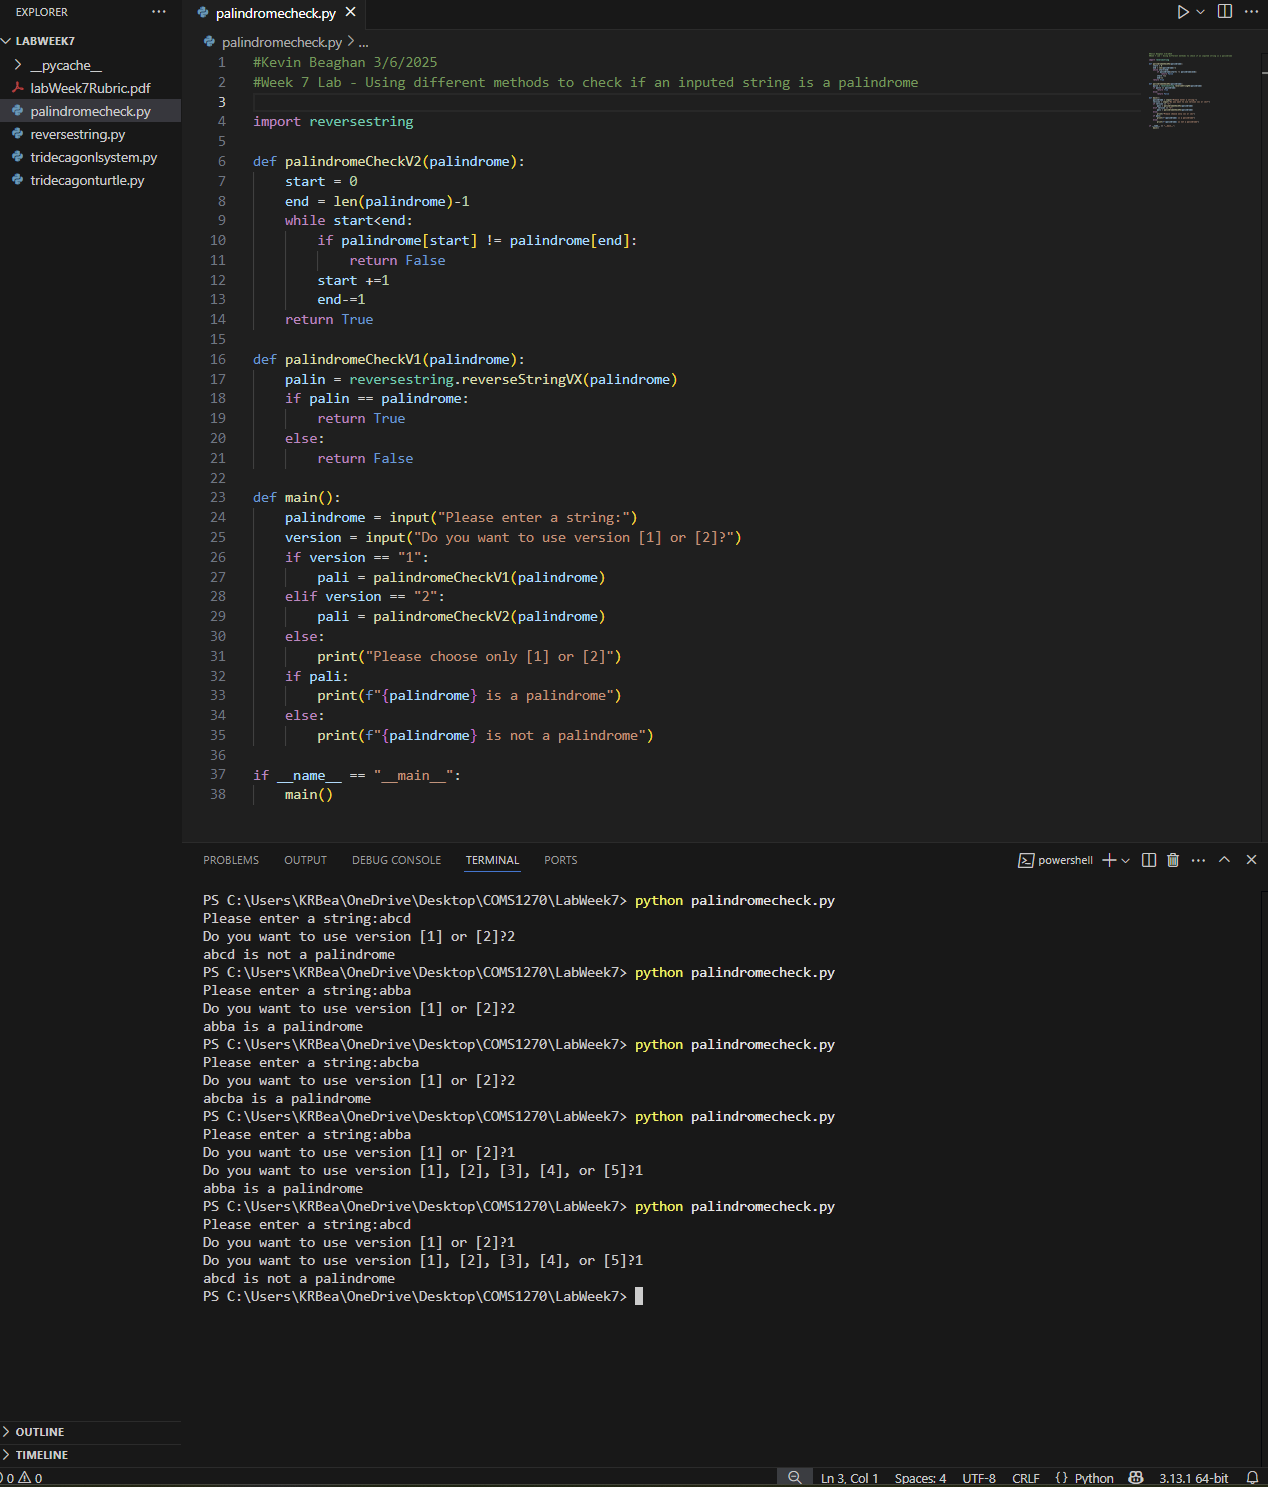 EXPLORER
LABWEEK7
__pycache__
labWeek7Rubric.pdf
palindromecheck.py
reversestring.py
tridecagonlsystem.py
tridecagonturtle.py
OUTLINE
TIMELINE
palindromecheck.py
palindromecheck.py > ...
1 #Kevin Beaghan 3/6/2025
2 #Week 7 Lab - Using different methods to check if an inputed string is a palindrome
3
4 import reversestring
5
6 def palindromeCheckV2(palindrome):
7     start = 0
8     end = len(palindrome)-1
9     while start<end:
10         if palindrome[start] != palindrome[end]:
11             return False
12         start +=1
13         end-=1
14     return True
15
16 def palindromeCheckV1(palindrome):
17     palin = reversestring.reverseStringVX(palindrome)
18     if palin == palindrome:
19         return True
20     else:
21         return False
22
23 def main():
24     palindrome = input("Please enter a string:")
25     version = input("Do you want to use version [1] or [2]?")
26     if version == "1":
27         pali = palindromeCheckV1(palindrome)
28     elif version == "2":
29         pali = palindromeCheckV2(palindrome)
30     else:
31         print("Please choose only [1] or [2]")
32     if pali:
33         print(f"{palindrome} is a palindrome")
34     else:
35         print(f"{palindrome} is not a palindrome")
36
37 if __name__ == "__main__":
38     main()
PROBLEMS OUTPUT DEBUG CONSOLE TERMINAL PORTS powershell
PS C:\Users\KRBea\OneDrive\Desktop\COMS1270\LabWeek7> python palindromecheck.py
Please enter a string:abcd
Do you want to use version [1] or [2]?2
abcd is not a palindrome
PS C:\Users\KRBea\OneDrive\Desktop\COMS1270\LabWeek7> python palindromecheck.py
Please enter a string:abba
Do you want to use version [1] or [2]?2
abba is a palindrome
PS C:\Users\KRBea\OneDrive\Desktop\COMS1270\LabWeek7> python palindromecheck.py
Please enter a string:abcba
Do you want to use version [1] or [2]?2
abcba is a palindrome
PS C:\Users\KRBea\OneDrive\Desktop\COMS1270\LabWeek7> python palindromecheck.py
Please enter a string:abba
Do you want to use version [1] or [2]?1
Do you want to use version [1], [2], [3], [4], or [5]?1
abba is a palindrome
PS C:\Users\KRBea\OneDrive\Desktop\COMS1270\LabWeek7> python palindromecheck.py
Please enter a string:abcd
Do you want to use version [1] or [2]?1
Do you want to use version [1], [2], [3], [4], or [5]?1
abcd is not a palindrome
PS C:\Users\KRBea\OneDrive\Desktop\COMS1270\LabWeek7>
0 0 Ln 3, Col 1 Spaces: 4 UTF-8 CRLF {} Python 3.13.1 64-bit